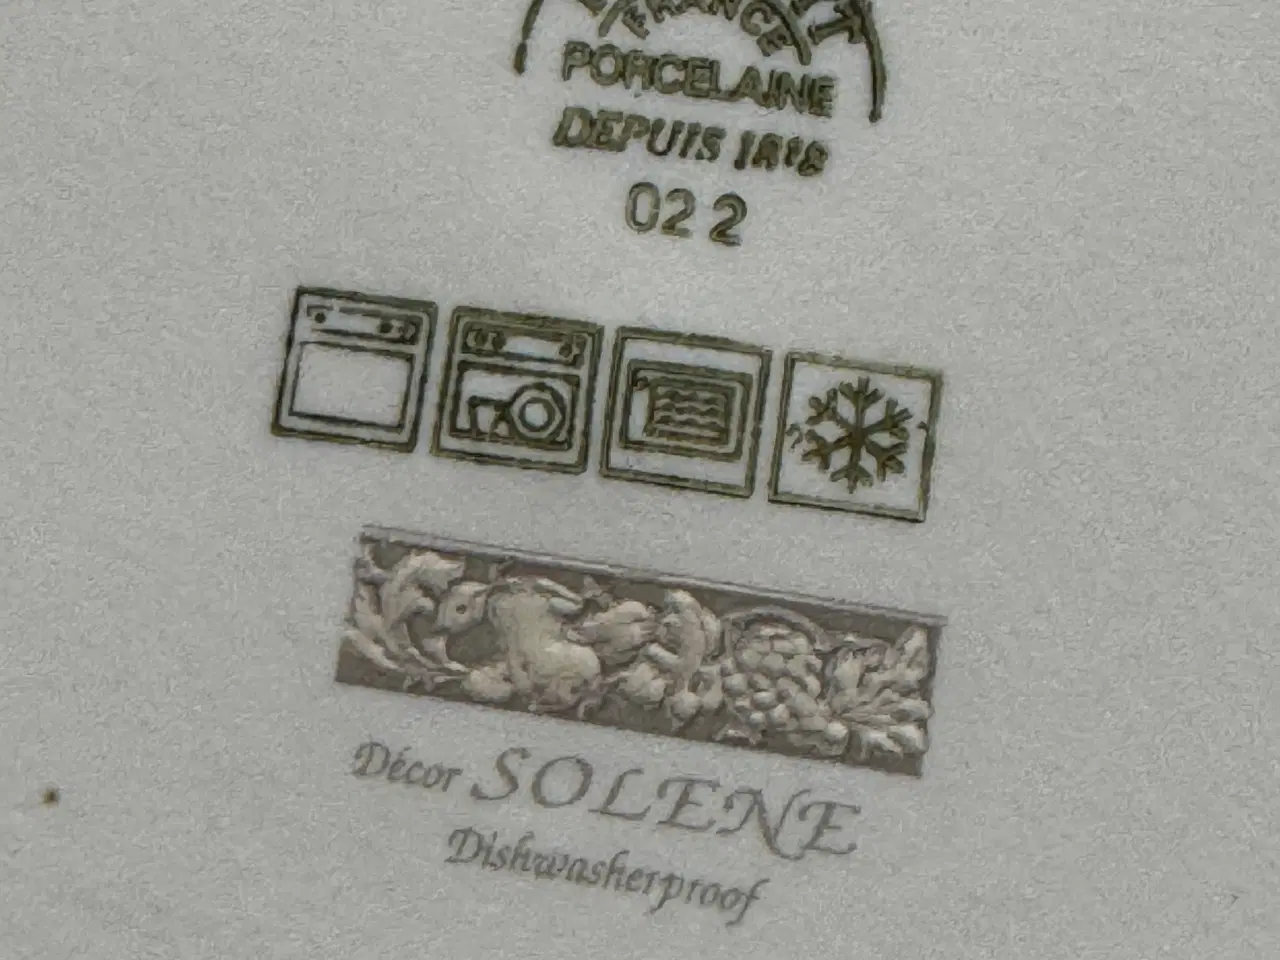 FRANCE
PORCELAINE
DEPUIS 1818
02 2
Décor SOLENE
Dishwasherproof